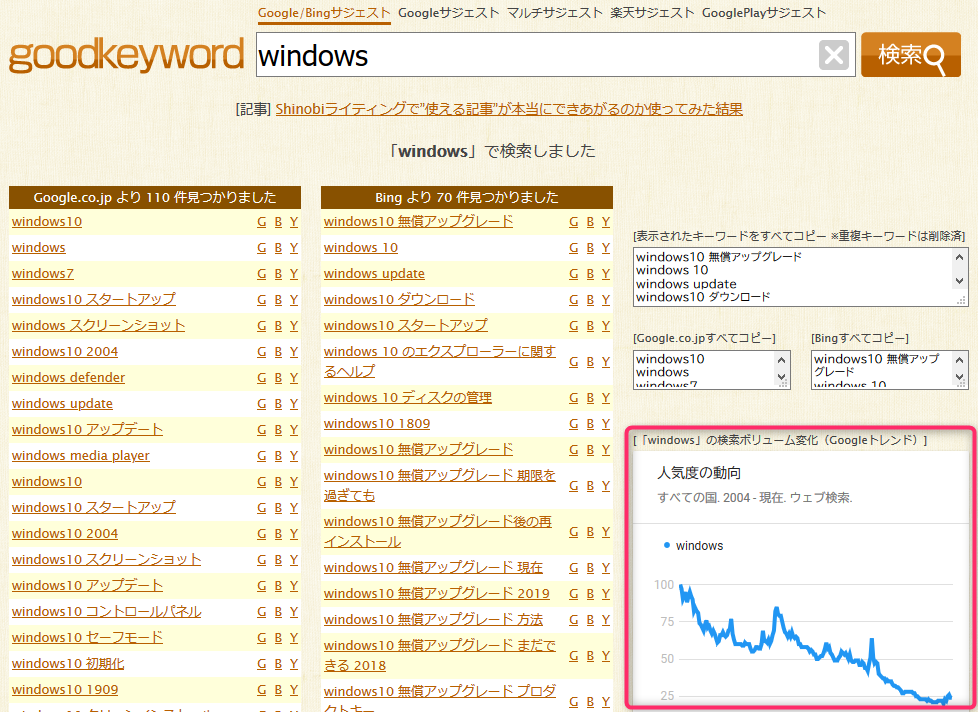 Google/Bingサジェスト Googleサジェスト マルチサジェスト 楽天サジェスト GooglePlayサジェスト
goodkeyword windows 検索
[記事] Shinobiライティングで"使える記事"が本当にできあがるのか使ってみた結果
「windows」で検索しました
Google.co.jp より 110 件見つかりました
windows10 G B Y
windows G B Y
windows7 G B Y
windows10 スタートアップ G B Y
windows スクリーンショット G B Y
windows10 2004 G B Y
windows defender G B Y
windows update G B Y
windows10 アップデート G B Y
windows media player G B Y
windows10 G B Y
windows10 スタートアップ G B Y
windows10 2004 G B Y
windows10 スクリーンショット G B Y
windows10 アップデート G B Y
windows10 コントロールパネル G B Y
windows10 セーフモード G B Y
windows10 初期化 G B Y
windows10 1909 G B Y
Bing より 70 件見つかりました
windows10 無償アップグレード G B Y
windows 10 G B Y
windows update G B Y
windows10 ダウンロード G B Y
windows10 スタートアップ G B Y
windows 10 のエクスプローラーに関す
るヘルプ G B Y
windows 10 ディスクの管理 G B Y
windows10 1809 G B Y
windows10 無償アップグレード G B Y
windows10 無償アップグレード 期限を
過ぎても G B Y
windows10 無償アップグレード後の再
インストール G B Y
windows10 無償アップグレード 現在 G B Y
windows10 無償アップグレード 2019 G B Y
windows10 無償アップグレード 方法 G B Y
windows10 無償アップグレード まだで
きる 2018 G B Y
windows10 無償アップグレード プロダ
クトキー G B Y
[表示されたキーワードをすべてコピー ※重複キーワードは削除済]
windows10 無償アップグレード
windows 10
windows update
windows10 ダウンロード
[Google.co.jpすべてコピー]
windows10
windows
windows7
[Bingすべてコピー]
windows10 無償アップ
グレード
windows 10
[「windows」の検索ボリューム変化（Googleトレンド）]
人気度の動向
すべての国. 2004 - 現在. ウェブ検索.
windows
100
75
50
25